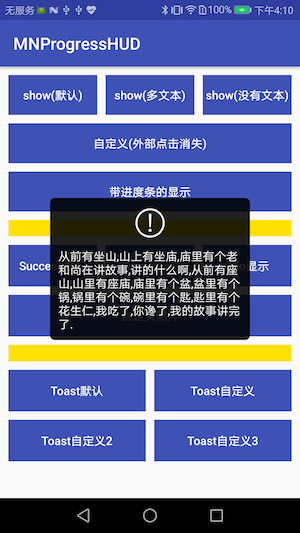 无服务 100% 下午4:10
MNProgressHUD
show(默认) show(多文本) show(没有文本)
自定义(外部点击消失)
带进度条的显示
从前有坐山,山上有坐庙,庙里有个老
和尚在讲故事,讲的什么啊,从前有座
山,山里有座庙,庙里有个盆,盆里有个
锅,锅里有个碗,碗里有个匙,匙里有个
花生仁,我吃了,你谗了,我的故事讲完
了.
Toast默认 Toast自定义
Toast自定义2 Toast自定义3